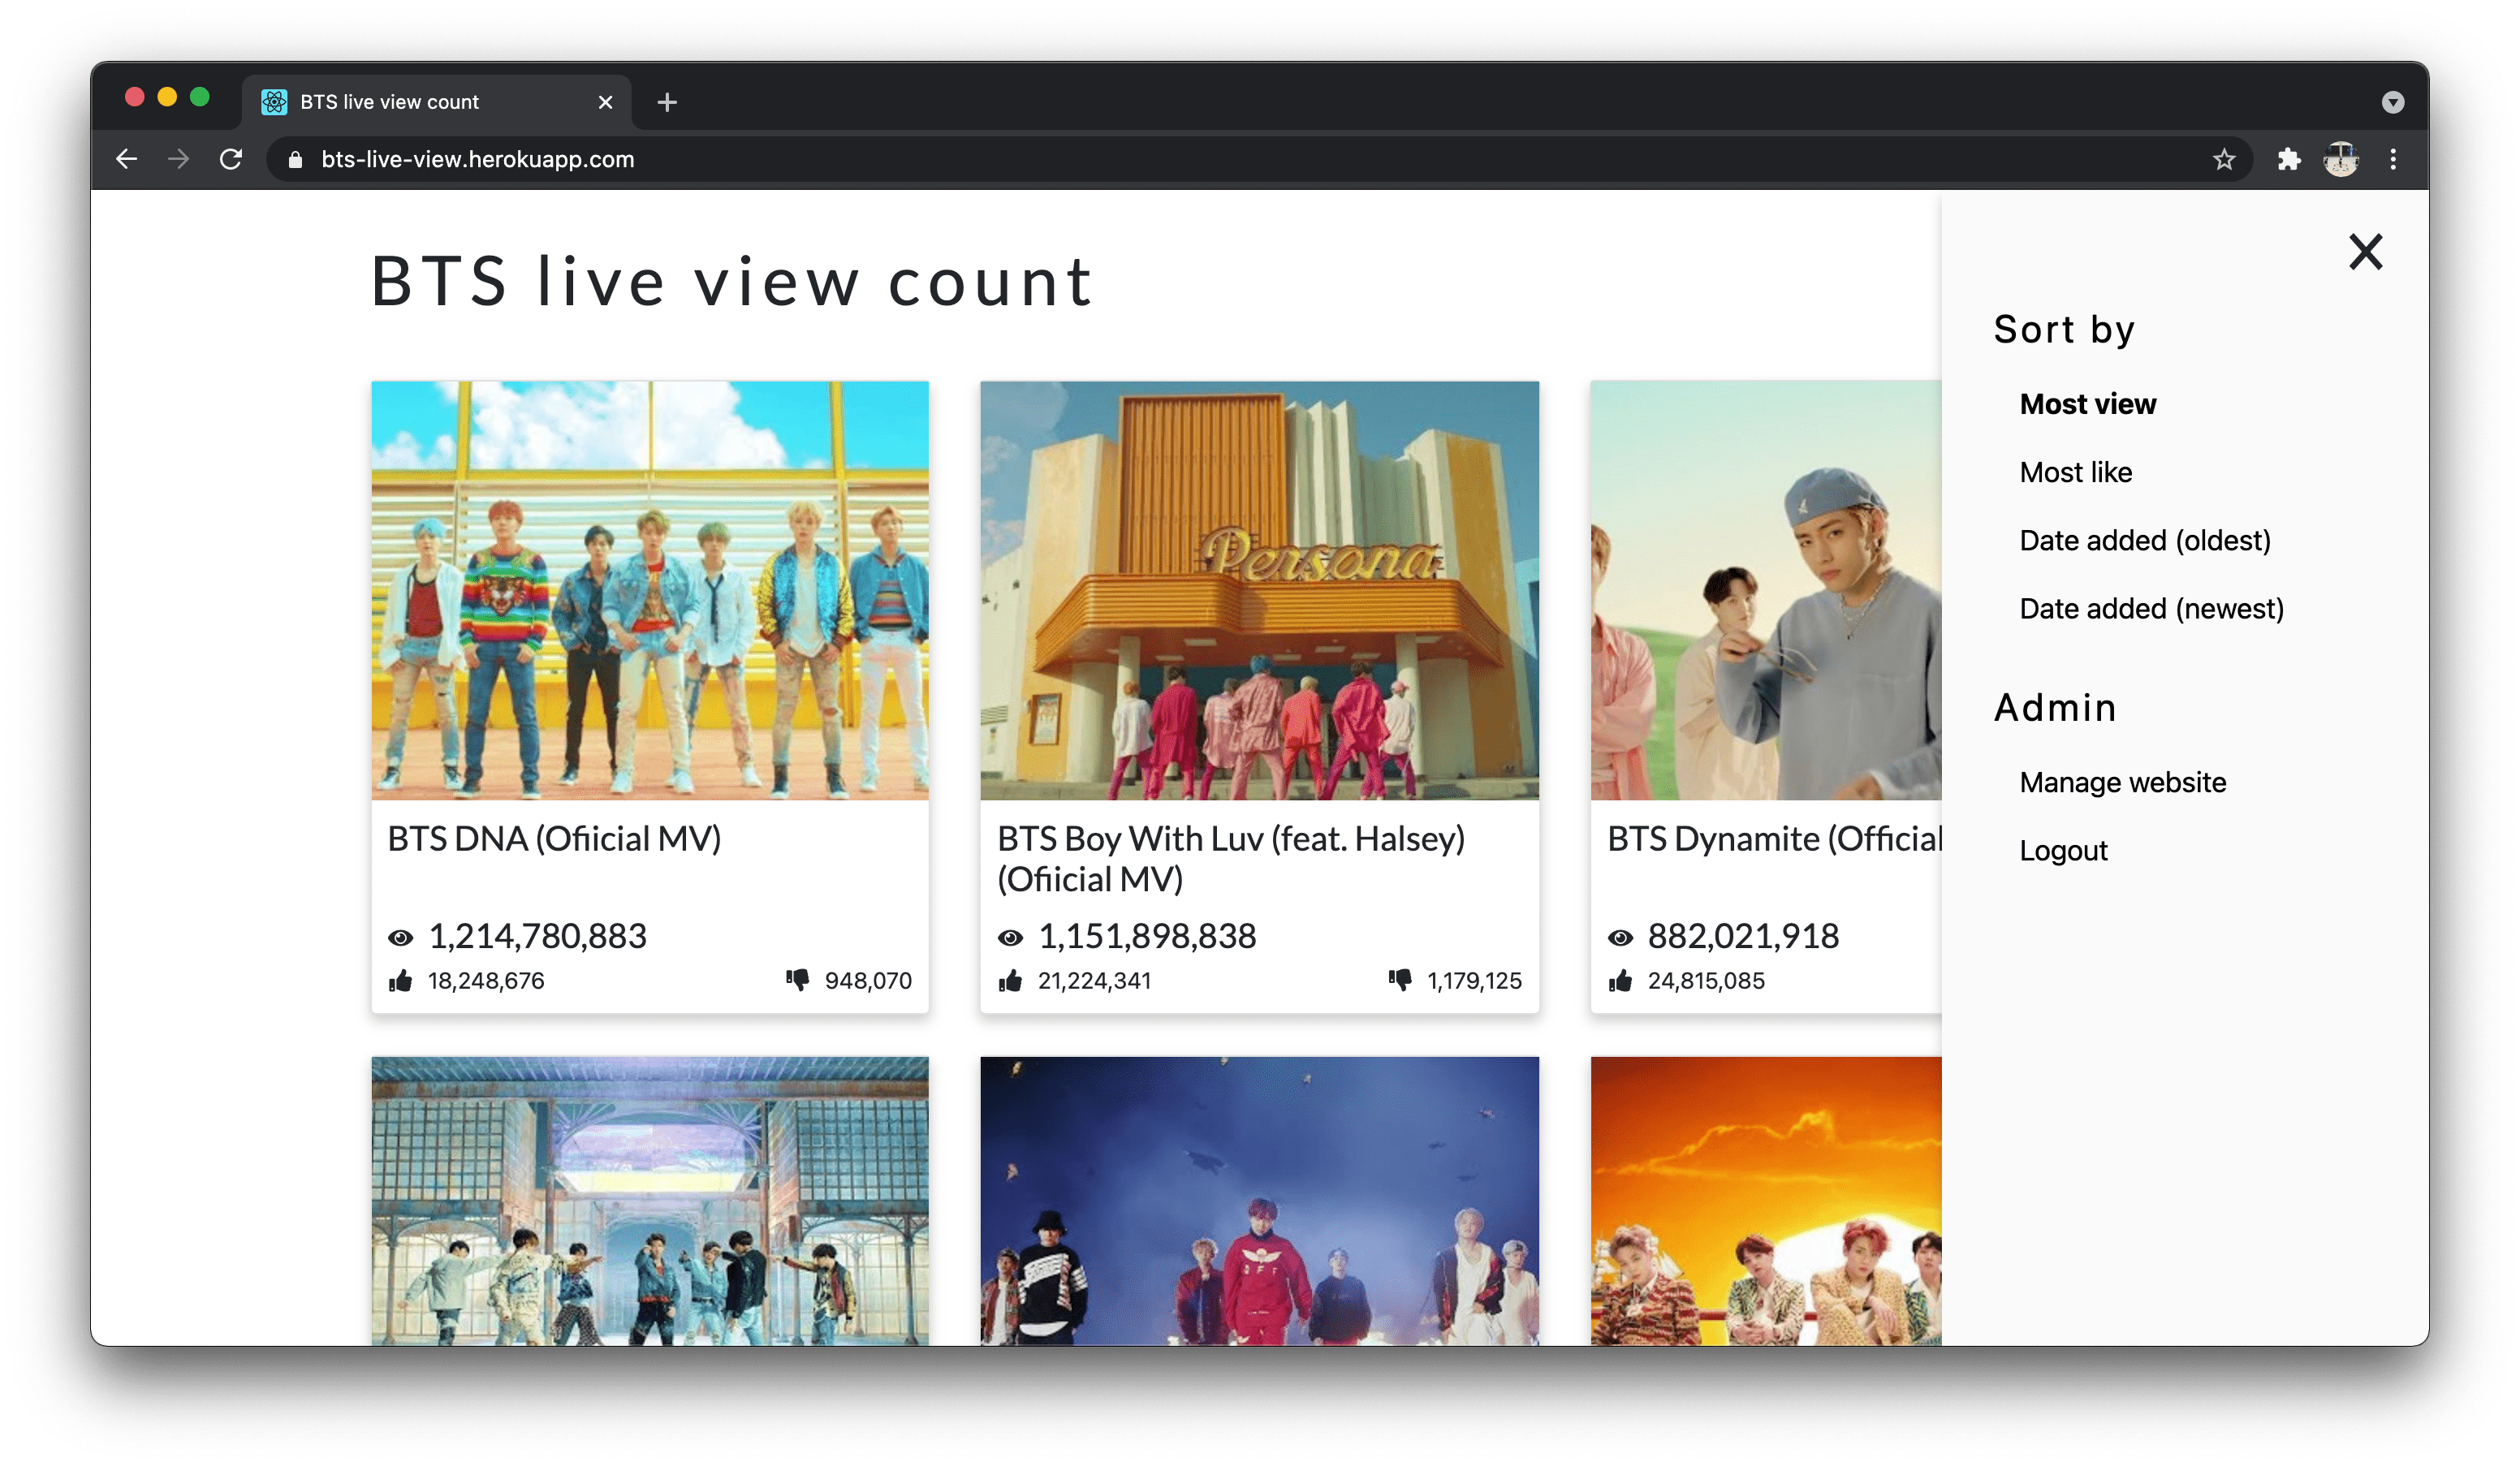 BTS live view count
bts-live-view.herokuapp.com
BTS live view count
Persona
BTS DNA (Ofiicial MV)
1,214,780,883
18,248,676
948,070
BTS Boy With Luv (feat. Halsey)
(Ofiicial MV)
1,151,898,838
21,224,341
1,179,125
BTS Dynamite (Official
882,021,918
24,815,085
Sort by
Most view
Most like
Date added (oldest)
Date added (newest)
Admin
Manage website
Logout